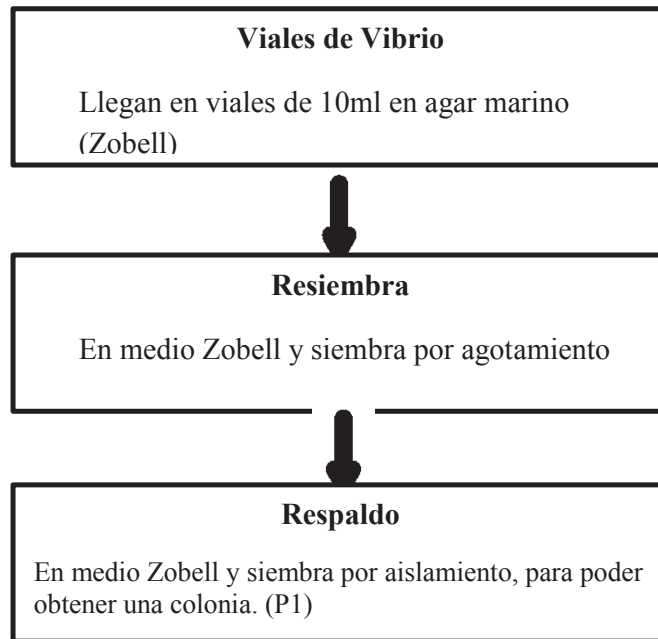 Viales de Vibrio
Llegan en viales de 10ml en agar marino
(Zobell)
Resiembra
En medio Zobell y siembra por agotamiento
Respaldo
En medio Zobell y siembra por aislamiento, para poder
obtener una colonia. (P1)